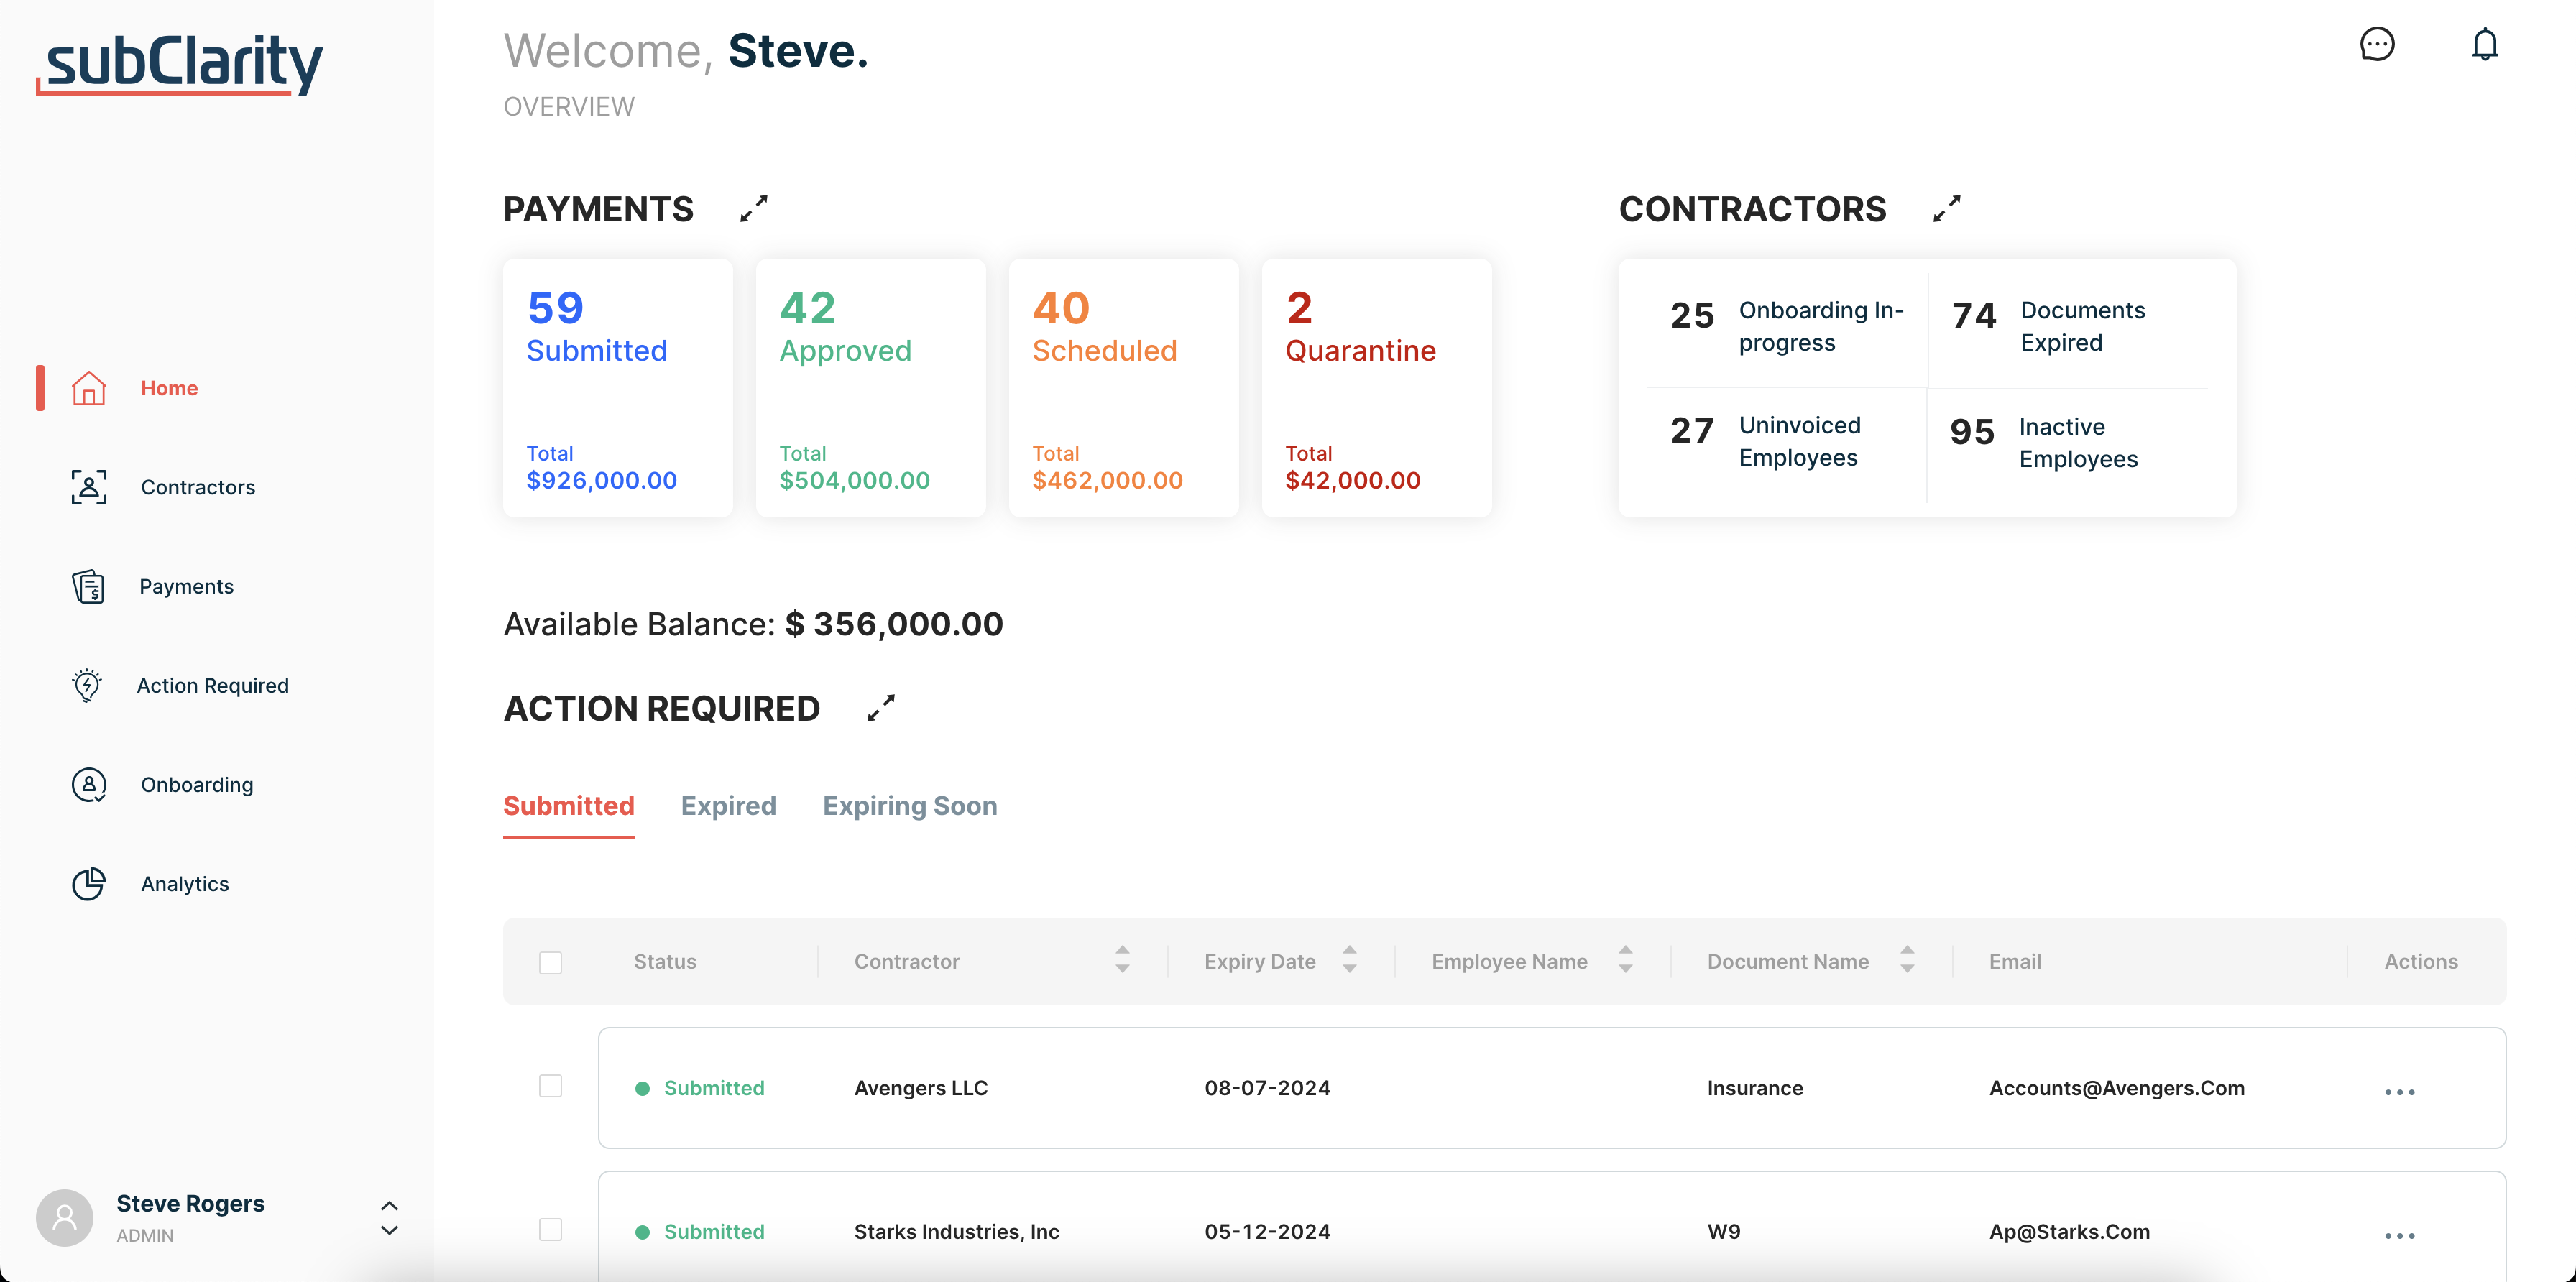 subClarity
Welcome, Steve.
OVERVIEW
Home
Contractors
Payments
Action Required
Onboarding
Analytics
Steve Rogers
ADMIN
PAYMENTS
59
Submitted
Total
$926,000.00
42
Approved
Total
$504,000.00
40
Scheduled
Total
$462,000.00
2
Quarantine
Total
$42,000.00
CONTRACTORS
25 Onboarding In-
progress
74 Documents
Expired
27 Uninvoiced
Employees
95 Inactive
Employees
Available Balance: $ 356,000.00
ACTION REQUIRED
Submitted Expired Expiring Soon
Status Contractor Expiry Date Employee Name Document Name Email Actions
Submitted Avengers LLC 08-07-2024 Insurance Accounts@Avengers.Com
Submitted Starks Industries, Inc 05-12-2024 W9 Ap@Starks.Com